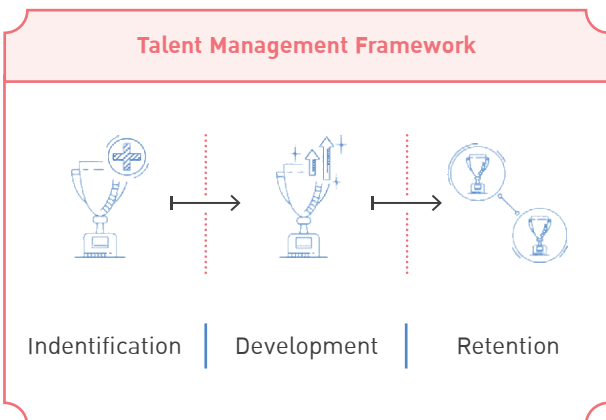 Talent Management Framework
Indentification
Development
Retention